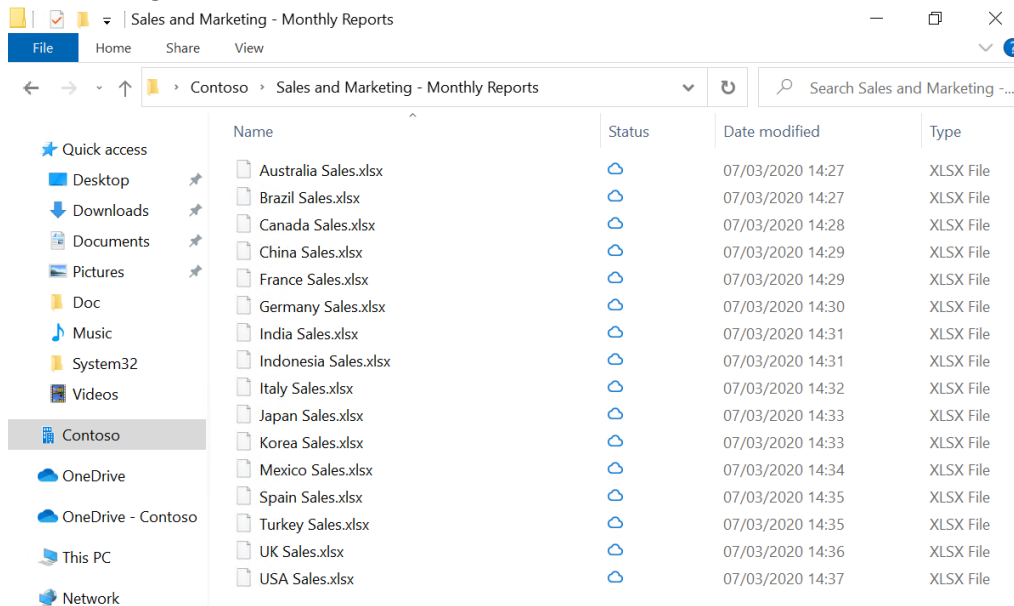 Sales and Marketing - Monthly Reports
File Home Share View
Contoso Sales and Marketing - Monthly Reports Search Sales and Marketing -...
Name Status Date modified Type
Quick access
Desktop
Downloads
Documents
Pictures
Doc
Music
System32
Videos
Contoso
OneDrive
OneDrive - Contoso
This PC
Network
Australia Sales.xlsx 07/03/2020 14:27 XLSX File
Brazil Sales.xlsx 07/03/2020 14:27 XLSX File
Canada Sales.xlsx 07/03/2020 14:28 XLSX File
China Sales.xlsx 07/03/2020 14:29 XLSX File
France Sales.xlsx 07/03/2020 14:29 XLSX File
Germany Sales.xlsx 07/03/2020 14:30 XLSX File
India Sales.xlsx 07/03/2020 14:31 XLSX File
Indonesia Sales.xlsx 07/03/2020 14:31 XLSX File
Italy Sales.xlsx 07/03/2020 14:32 XLSX File
Japan Sales.xlsx 07/03/2020 14:33 XLSX File
Korea Sales.xlsx 07/03/2020 14:33 XLSX File
Mexico Sales.xlsx 07/03/2020 14:34 XLSX File
Spain Sales.xlsx 07/03/2020 14:35 XLSX File
Turkey Sales.xlsx 07/03/2020 14:35 XLSX File
UK Sales.xlsx 07/03/2020 14:36 XLSX File
USA Sales.xlsx 07/03/2020 14:37 XLSX File